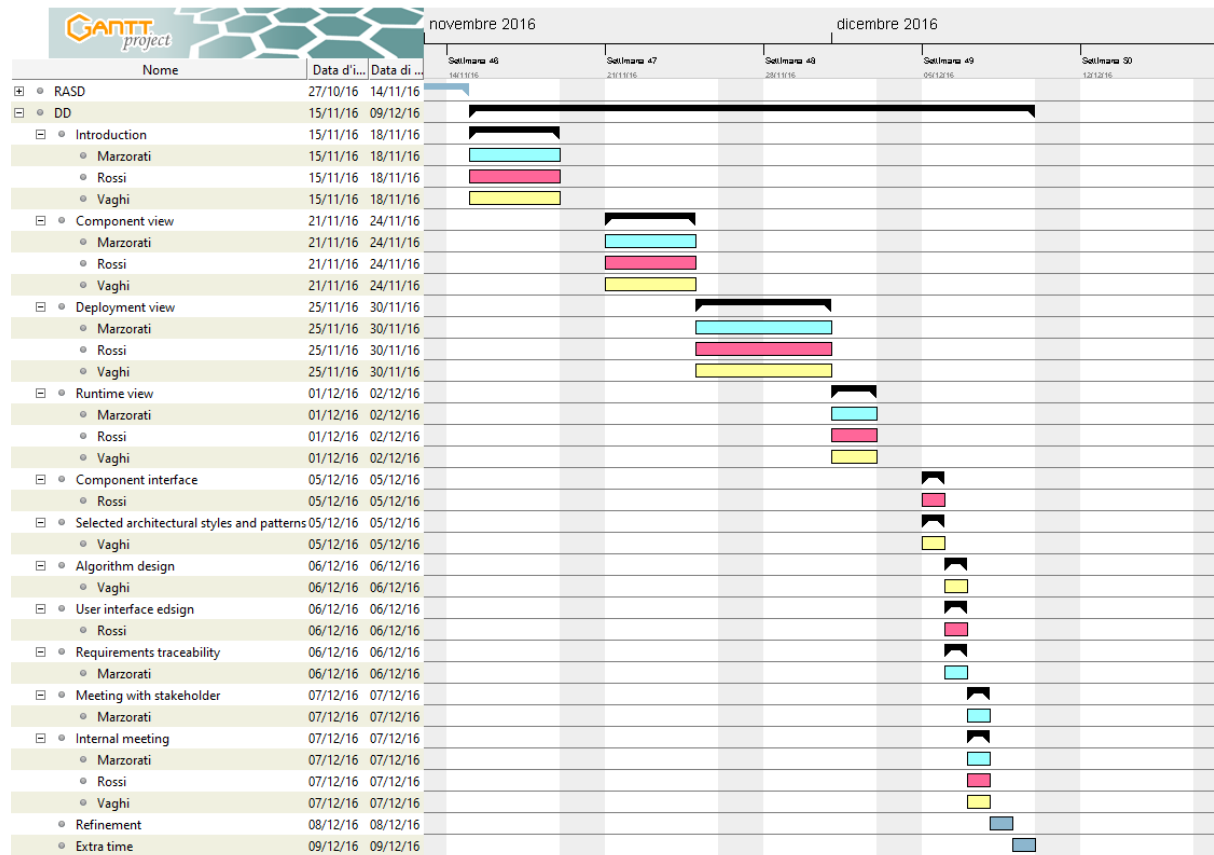 GANTT
project
novembre 2016 dicembre 2016
Settimana 46 Settimana 47 Settimana 48 Settimana 49 Settimana 50
14/11/16 21/11/16 28/11/16 05/12/16 12/12/16
Nome Data d'i... Data di ...
RASD 27/10/16 14/11/16
DD 15/11/16 09/12/16
Introduction 15/11/16 18/11/16
Marzorati 15/11/16 18/11/16
Rossi 15/11/16 18/11/16
Vaghi 15/11/16 18/11/16
Component view 21/11/16 24/11/16
Marzorati 21/11/16 24/11/16
Rossi 21/11/16 24/11/16
Vaghi 21/11/16 24/11/16
Deployment view 25/11/16 30/11/16
Marzorati 25/11/16 30/11/16
Rossi 25/11/16 30/11/16
Vaghi 25/11/16 30/11/16
Runtime view 01/12/16 02/12/16
Marzorati 01/12/16 02/12/16
Rossi 01/12/16 02/12/16
Vaghi 01/12/16 02/12/16
Component interface 05/12/16 05/12/16
Rossi 05/12/16 05/12/16
Selected architectural styles and patterns 05/12/16 05/12/16
Vaghi 05/12/16 05/12/16
Algorithm design 06/12/16 06/12/16
Vaghi 06/12/16 06/12/16
User interface edsign 06/12/16 06/12/16
Rossi 06/12/16 06/12/16
Requirements traceability 06/12/16 06/12/16
Marzorati 06/12/16 06/12/16
Meeting with stakeholder 07/12/16 07/12/16
Marzorati 07/12/16 07/12/16
Internal meeting 07/12/16 07/12/16
Marzorati 07/12/16 07/12/16
Rossi 07/12/16 07/12/16
Vaghi 07/12/16 07/12/16
Refinement 08/12/16 08/12/16
Extra time 09/12/16 09/12/16